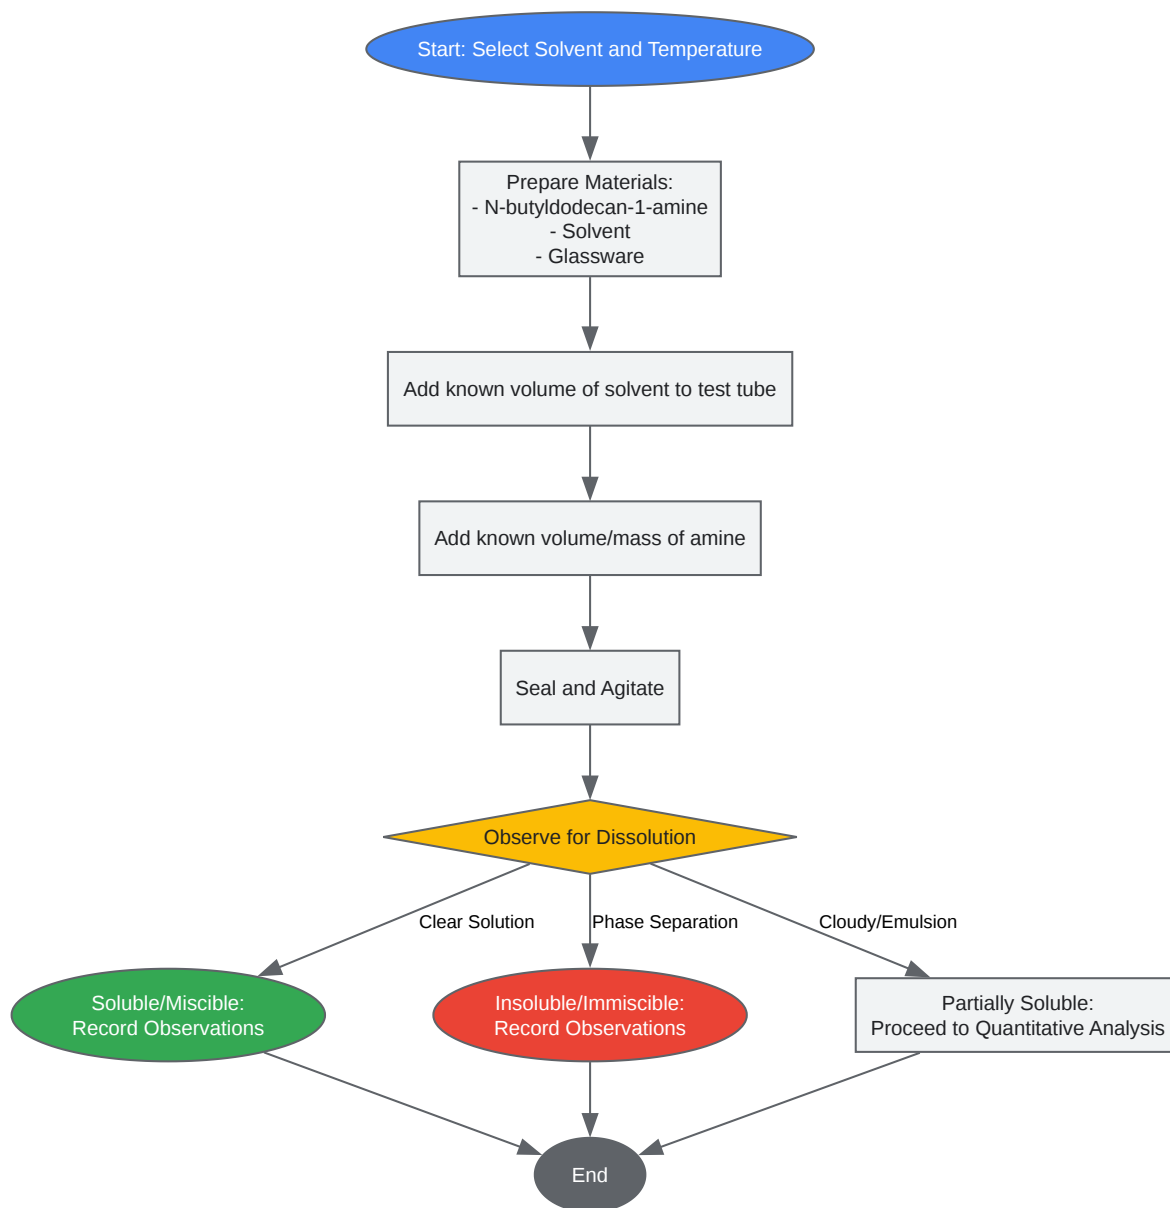 Start: Select Solvent and Temperature
Prepare Materials:
- N-butyldodecan-1-amine
- Solvent
- Glassware
Add known volume of solvent to test tube
Add known volume/mass of amine
Seal and Agitate
Observe for Dissolution
Clear Solution
Phase Separation
Cloudy/Emulsion
Soluble/Miscible:
Record Observations
Insoluble/Immiscible:
Record Observations
Partially Soluble:
Proceed to Quantitative Analysis
End